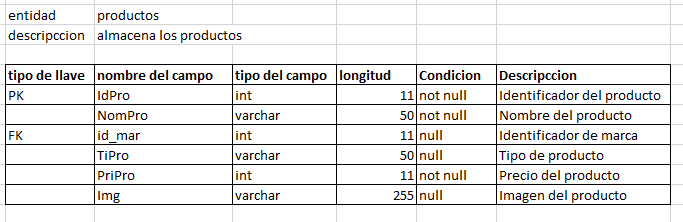 entidad productos
descripccion almacena los productos
tipo de llave nombre del campo tipo del campo longitud Condicion Descripccion
PK IdPro int 11 not null Identificador del producto
NomPro varchar 50 not null Nombre del producto
FK id_mar int 11 null Identificador de marca
TiPro varchar 50 null Tipo de producto
PriPro int 11 not null Precio del producto
Img varchar 255 null Imagen del producto